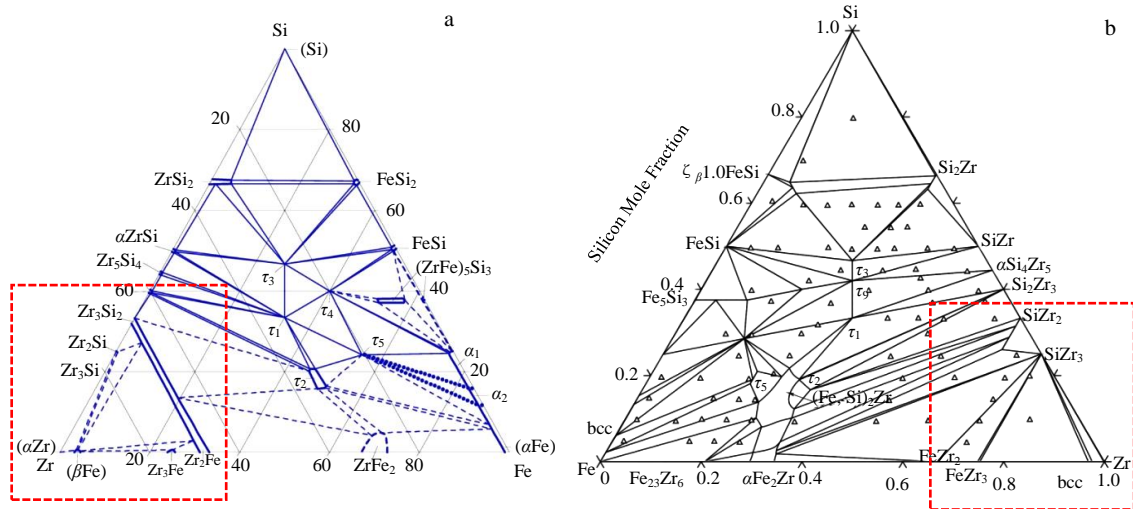 a
Si
(Si)
20
80
ZrSi2
FeSi2
40
60
αZrSi
FeSi
Zr5Si4
τ3
(ZrFe)5Si3
60
40
τ4
Zr3Si2
τ1
Zr2Si
τ5
α1
Zr3Si
τ2
20
α2
(αZr)
(αFe)
Zr
(βFe)
20
Zr3Fe
Zr2Fe
40
60
ZrFe2
80
Fe
b
Si
1.0
Silicon Mole Fraction
0.8
ζβ1.0FeSi
Si2Zr
0.6
FeSi
SiZr
τ3
αSi4Zr5
0.4
τ9
Si2Zr3
Fe5Si3
τ1
SiZr2
SiZr3
0.2
τ5
τ2
(Fe, Si)2Zr
bcc
Fe
Zr
FeZr2
0
Fe23Zr6
αFe2Zr
0.4
0.6
FeZr3
0.8
bcc
1.0